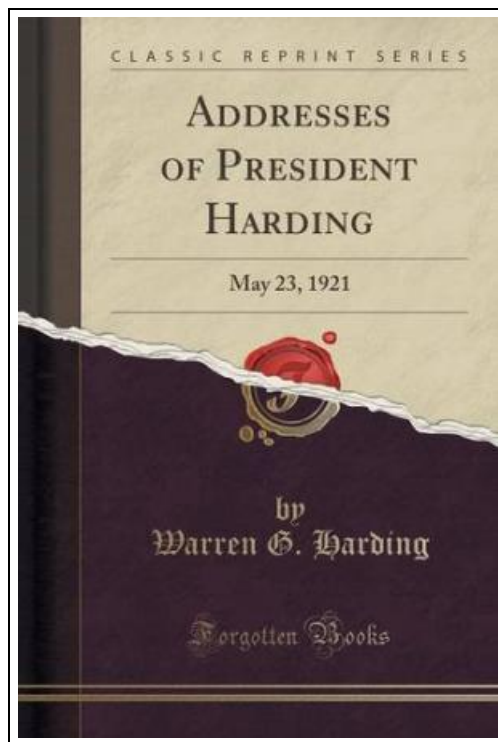 CLASSIC REPRINT SERIES
ADDRESSES
OF PRESIDENT
HARDING
May 23, 1921
F
by
Warren G. Harding
Forgotten Books